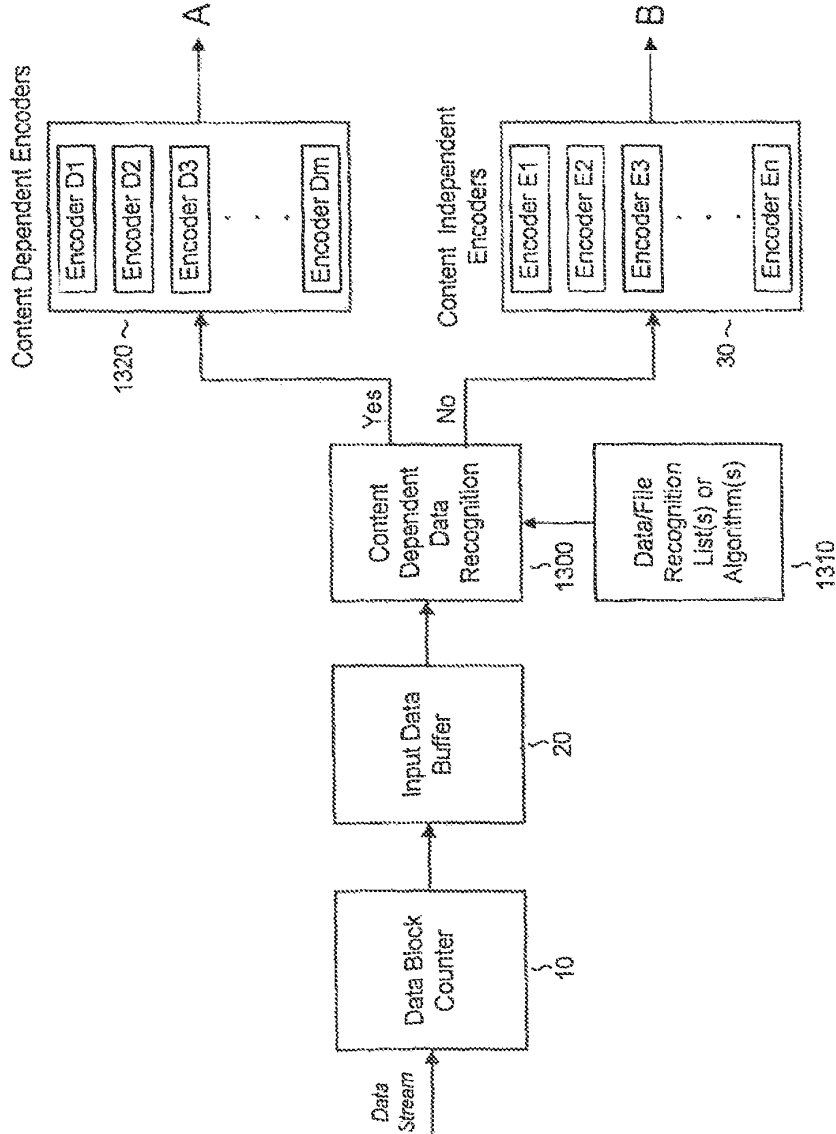 Data
Stream
Data Block
Counter
10
Input Data
Buffer
20
Content
Dependent
Data
Recognition
1300
Data/File
Recognition
List(s) or
Algorithm(s)
1310
Yes
No
Content Dependent Encoders
Encoder D1
Encoder D2
Encoder D3
Encoder Dm
1320
A
Content Independent
Encoders
Encoder E1
Encoder E2
Encoder E3
Encoder En
30
B